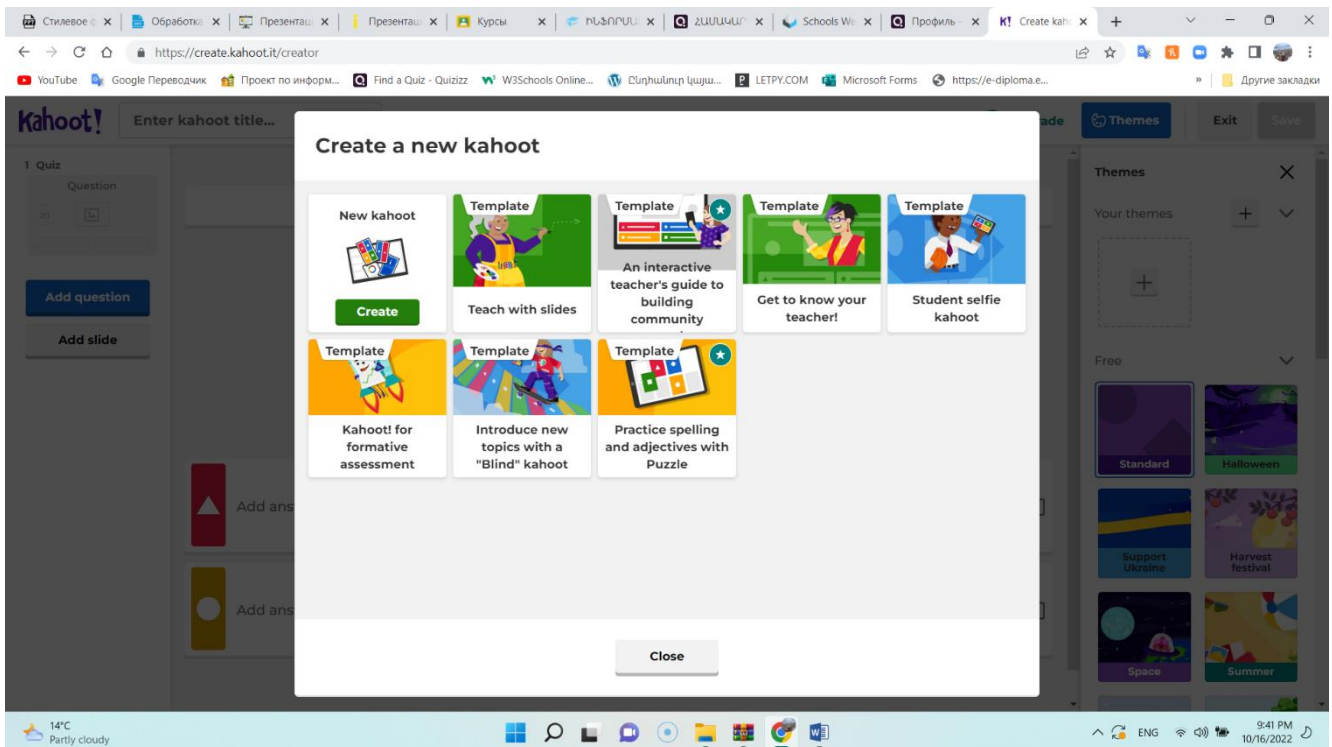 Стилевое
Обработка
Презентац
Презентац
Курсы
Schools We
Профиль -
Create kaho
https://create.kahoot.it/creator
YouTube
Google Переводчик
Проект по информ...
Find a Quiz - Quizizz
W3Schools Online...
Ընդհանուր կայա...
LETPY.COM
Microsoft Forms
https://e-diploma.e...
»
Другие закладки
Kahoot!
Enter kahoot title...
ade
Themes
Exit
Save
1 Quiz
Question
20
Add question
Add slide
Create a new kahoot
New kahoot
Create
Template
Teach with slides
Template
An interactive
teacher's guide to
building
community
Template
Get to know your
teacher!
Template
Student selfie
kahoot
Template
Kahoot! for
formative
assessment
Template
Introduce new
topics with a
"Blind" kahoot
Template
Practice spelling
and adjectives with
Puzzle
Add ans
Add ans
Close
Themes
Your themes
Free
Standard
Halloween
Support
Ukraine
Harvest
festival
Space
Summer
14°C
Partly cloudy
ENG
9:41 PM
10/16/2022